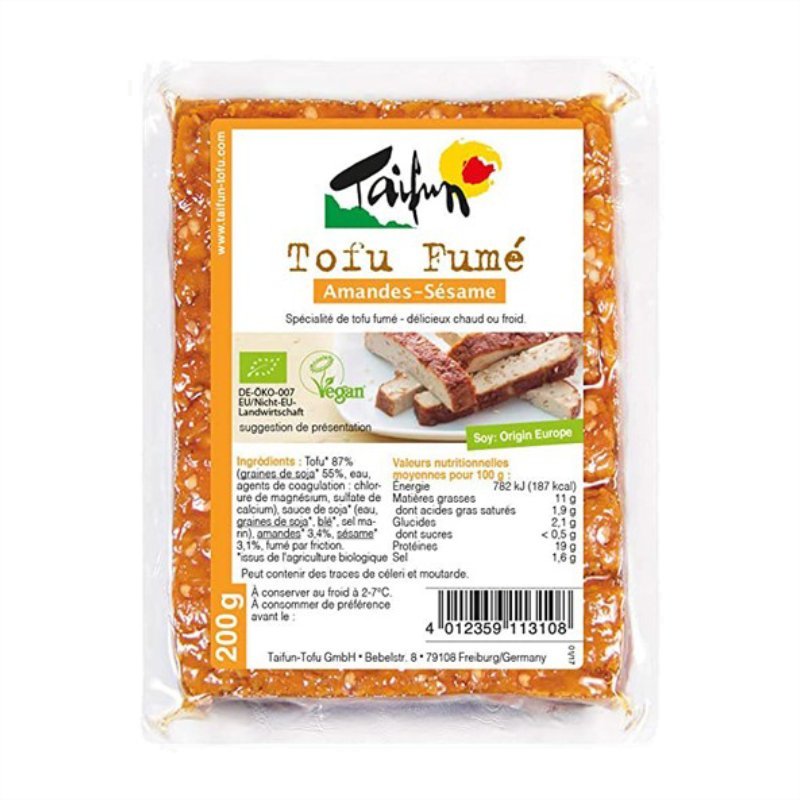 www.taifun-tofu.com
Taifun
Tofu Fumé
Amandes-Sésame
Spécialité de tofu fumé - délicieux chaud ou froid.
DE-ÖKO-007
EU/Nicht-EU-
Landwirtschaft
Vegan
suggestion de présentation
Soy: Origin Europe
Ingrédients : Tofu* 87%
(graines de soja* 55%, eau,
agents de coagulation : chlor-
ure de magnésium, sulfate de
calcium), sauce de soja* (eau,
graines de soja*, blé*, sel ma-
rin), amandes* 3,4%, sésame*
3,1%, fumé par friction.
*issus de l'agriculture biologique
Valeurs nutritionnelles
moyennes pour 100 g :
Énergie 782 kJ (187 kcal)
Matières grasses 11 g
dont acides gras saturés 1,9 g
Glucides 2,1 g
dont sucres < 0,5 g
Protéines 19 g
Sel 1,6 g
Peut contenir des traces de céleri et moutarde.
200 g
À conserver au froid à 2-7°C.
À consommer de préférence
avant le :
4 012359 113108
01/17
Taifun-Tofu GmbH • Bebelstr. 8 • 79108 Freiburg/Germany